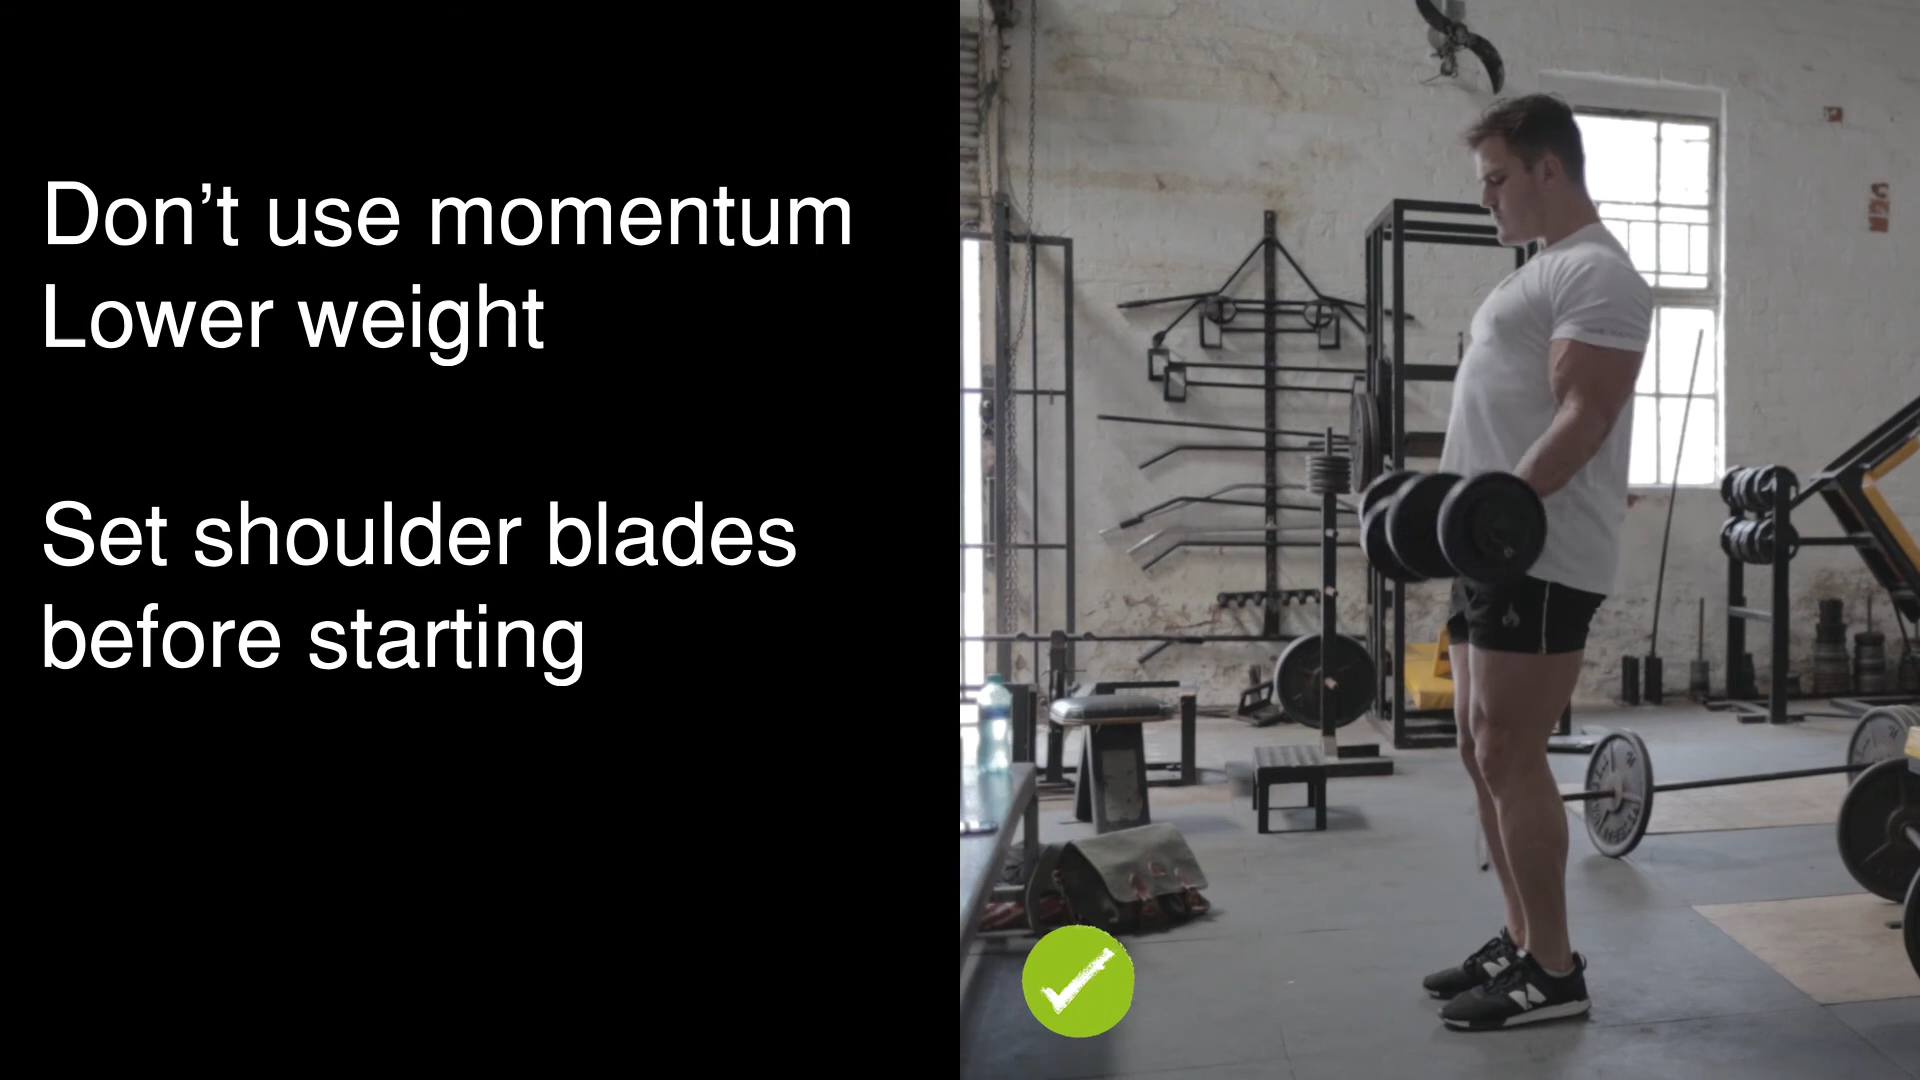 Don’t use momentum
Lower weight
Set shoulder blades
before starting